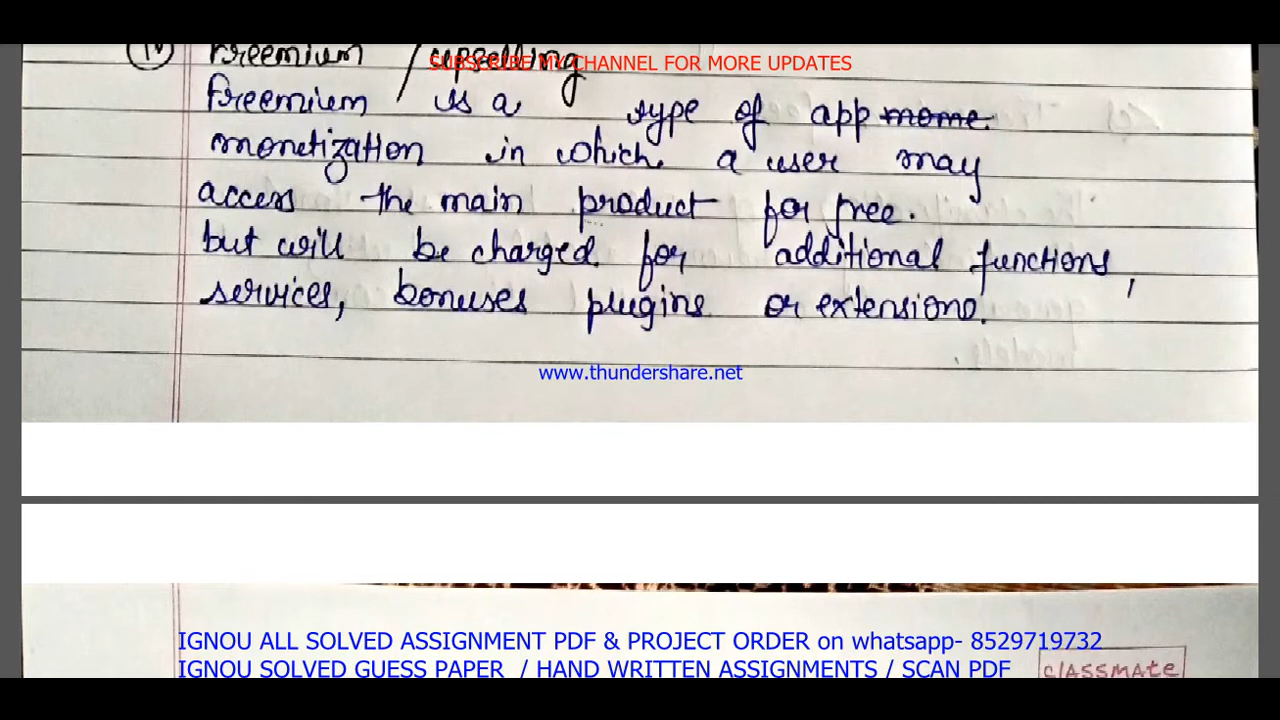 (iv) Freemium / upselling
SUBSCRIBE MY CHANNEL FOR MORE UPDATES
Freemium is a type of app mome.
monetization in which a user may
access the main product for free.
but will be charged for additional functions,
services, bonuses plugins or extensions.
www.thundershare.net
IGNOU ALL SOLVED ASSIGNMENT PDF & PROJECT ORDER on whatsapp- 8529719732
IGNOU SOLVED GUESS PAPER / HAND WRITTEN ASSIGNMENTS / SCAN PDF
classmate